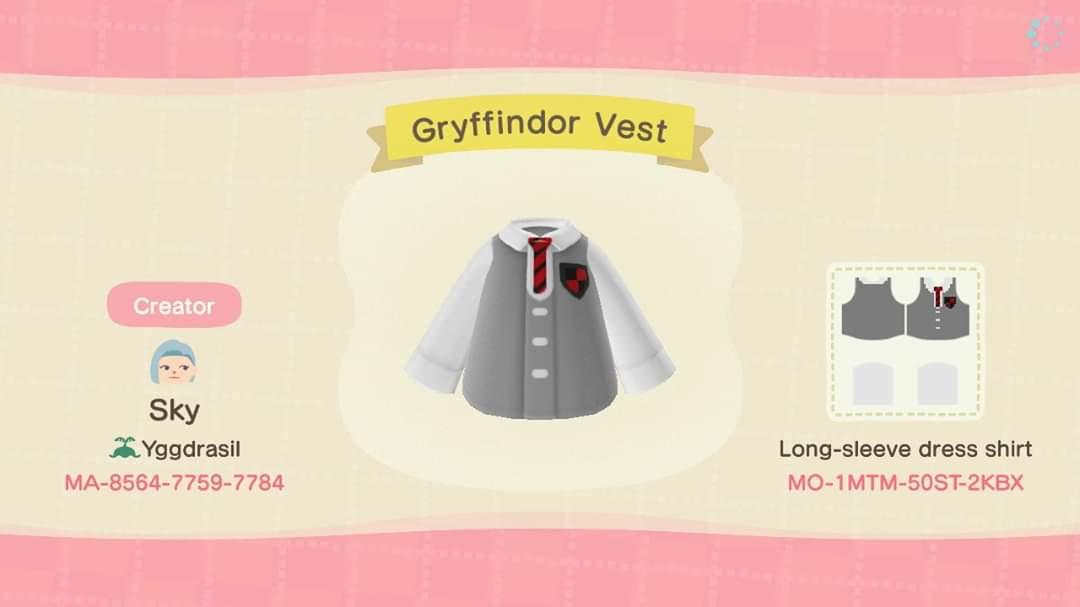 Gryffindor Vest
Creator
Sky
Yggdrasil
MA-8564-7759-7784
Long-sleeve dress shirt
MO-1MTM-50ST-2KBX